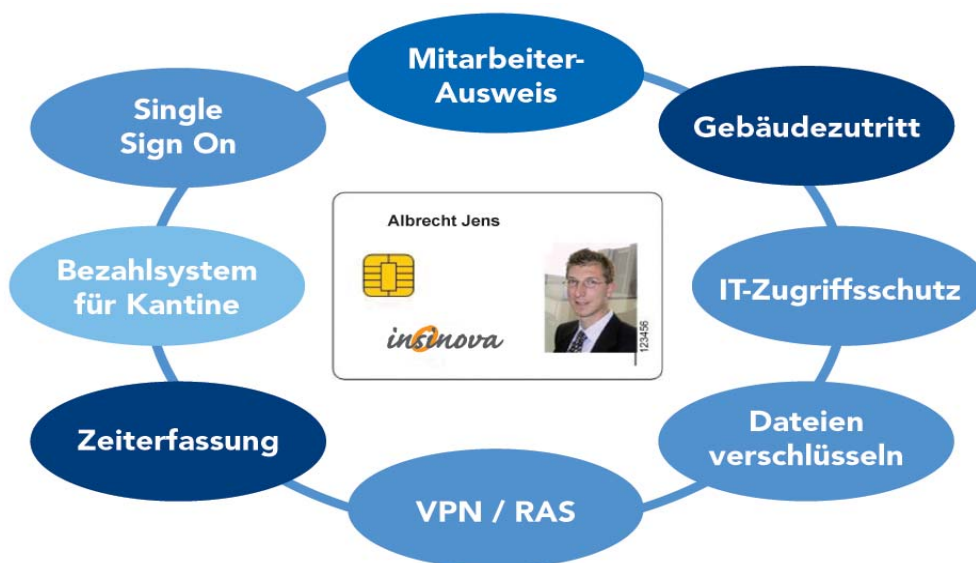 Mitarbeiter-
Ausweis
Gebäudezutritt
Single
Sign On
Albrecht Jens
Bezahlsystem
für Kantine
IT-Zugriffsschutz
insinova
123456
Zeiterfassung
Dateien
verschlüsseln
VPN / RAS